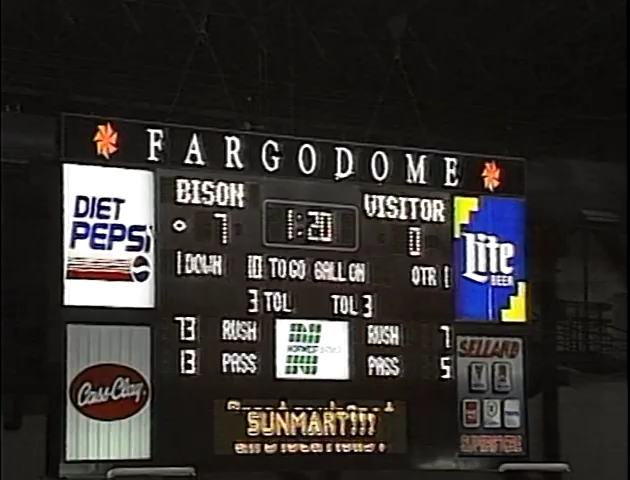 FARGODOME
BISON VISITOR
7 1:20 0
1 DOWN 10 TO GO BALL ON QTR 1
3 TOL TOL 3
73 RUSH RUSH 7
13 PASS PASS 5
DIET
PEPSI
Lite
BEER
Cass-Clay
N
SUNMART!!!